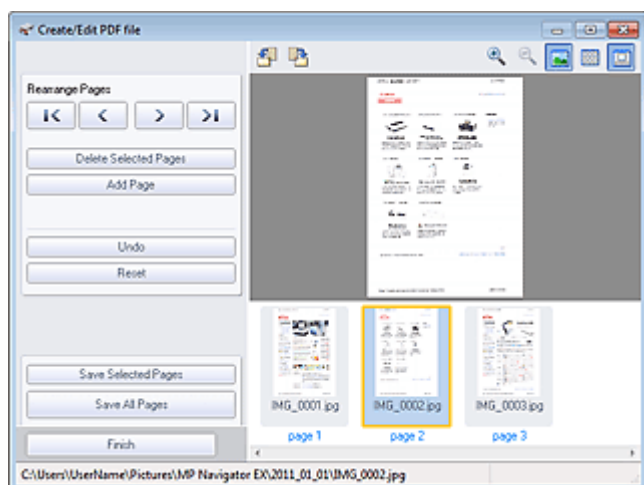 Create/Edit PDF file
Rearrange Pages
Delete Selected Pages
Add Page
Undo
Reset
Save Selected Pages
Save All Pages
Finish
IMG_0001.jpg
IMG_0002.jpg
IMG_0003.jpg
page 1
page 2
page 3
C:\Users\UserName\Pictures\MP Navigator EX\2011_01_01\IMG_0002.jpg